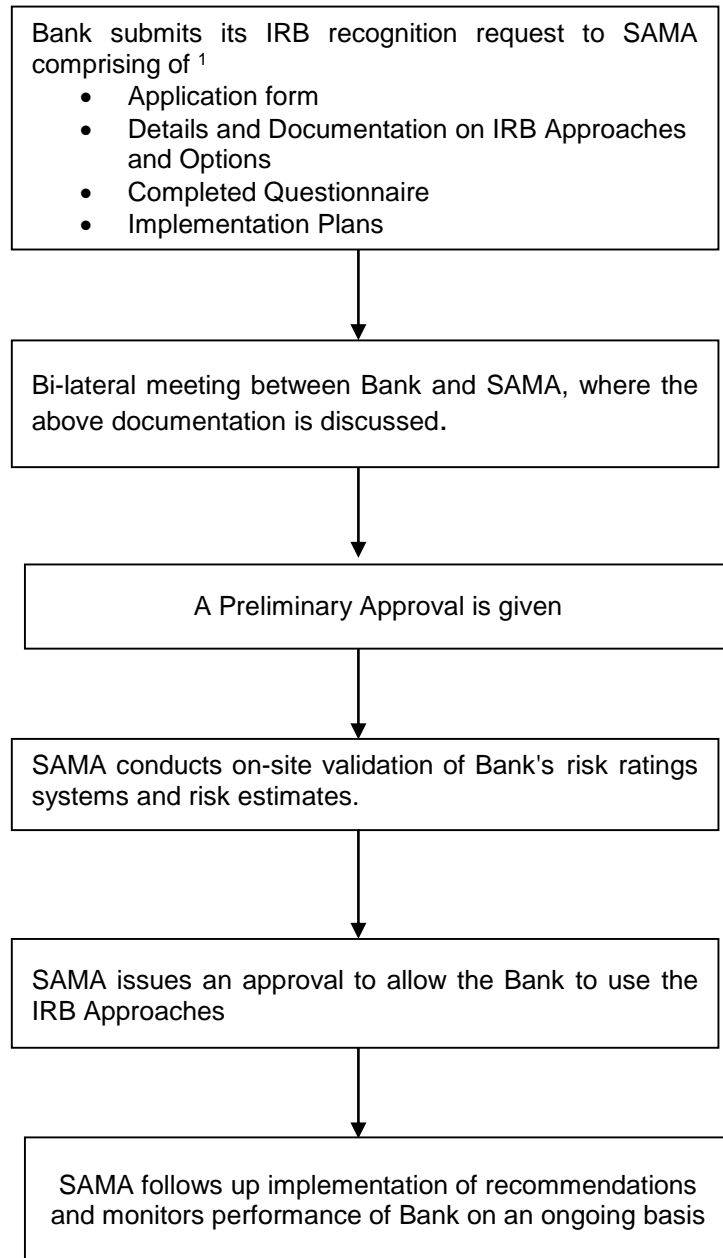 Bank submits its IRB recognition request to SAMA
comprising of ¹
• Application form
• Details and Documentation on IRB Approaches
and Options
• Completed Questionnaire
• Implementation Plans
Bi-lateral meeting between Bank and SAMA, where the
above documentation is discussed.
A Preliminary Approval is given
SAMA conducts on-site validation of Bank's risk ratings
systems and risk estimates.
SAMA issues an approval to allow the Bank to use the
IRB Approaches
SAMA follows up implementation of recommendations
and monitors performance of Bank on an ongoing basis